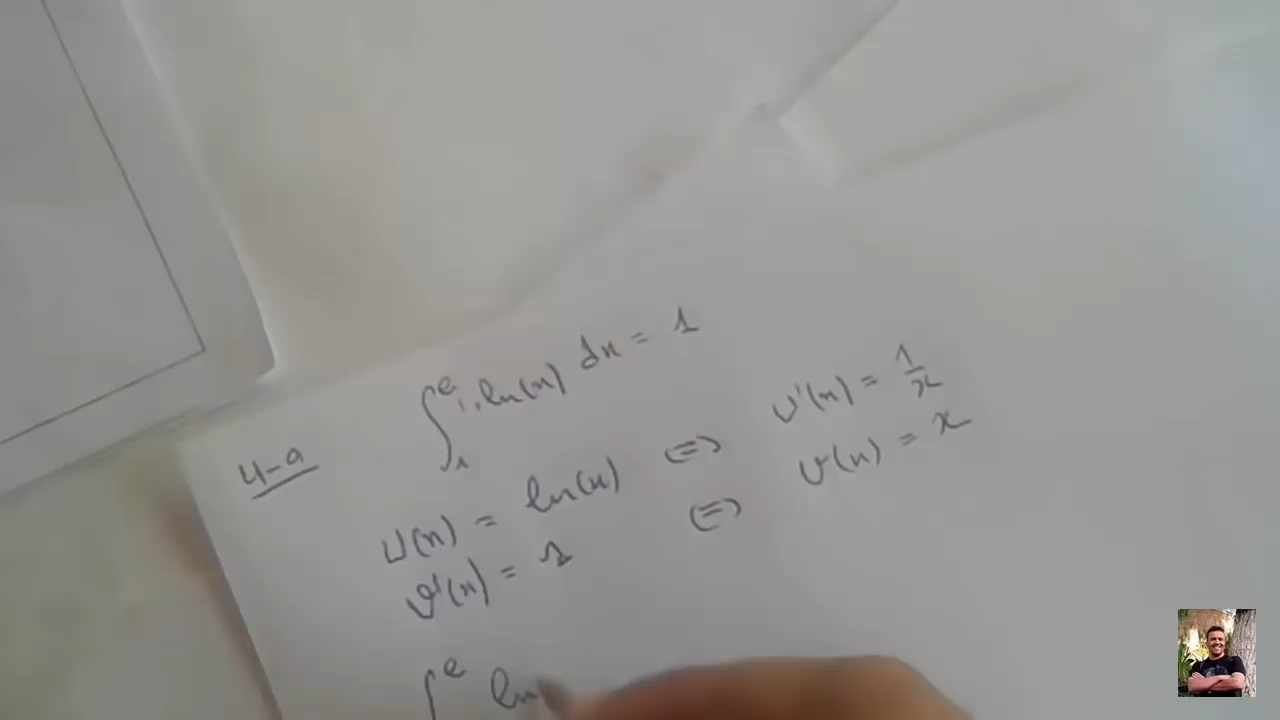 4-a ∫₁ᵉ 1.ln(x) dx = 1
U(x) = ln(x) <=> U'(x) = 1/x
V'(x) = 1 <=> V(x) = x
∫ᵉ ln